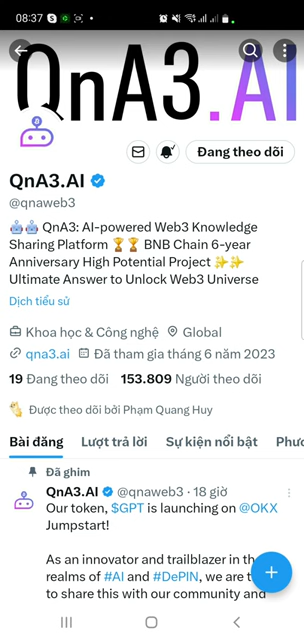 08:37
QnA3.AI
Đang theo dõi
QnA3.AI
@qnaweb3
🤖🤖 QnA3: AI-powered Web3 Knowledge
Sharing Platform 🏆🏆 BNB Chain 6-year
Anniversary High Potential Project ✨✨
Ultimate Answer to Unlock Web3 Universe
Dịch tiểu sử
Khoa học & Công nghệ Global
qna3.ai Đã tham gia tháng 6 năm 2023
19 Đang theo dõi 153.809 Người theo dõi
Được theo dõi bởi Phạm Quang Huy
Bài đăng Lượt trả lời Sự kiện nổi bật Phươ
Đã ghim
QnA3.AI @qnaweb3 · 18 giờ
Our token, $GPT is launching on @OKX
Jumpstart!
As an innovator and trailblazer in th
realms of #AI and #DePIN, we are t
to share this with our community and